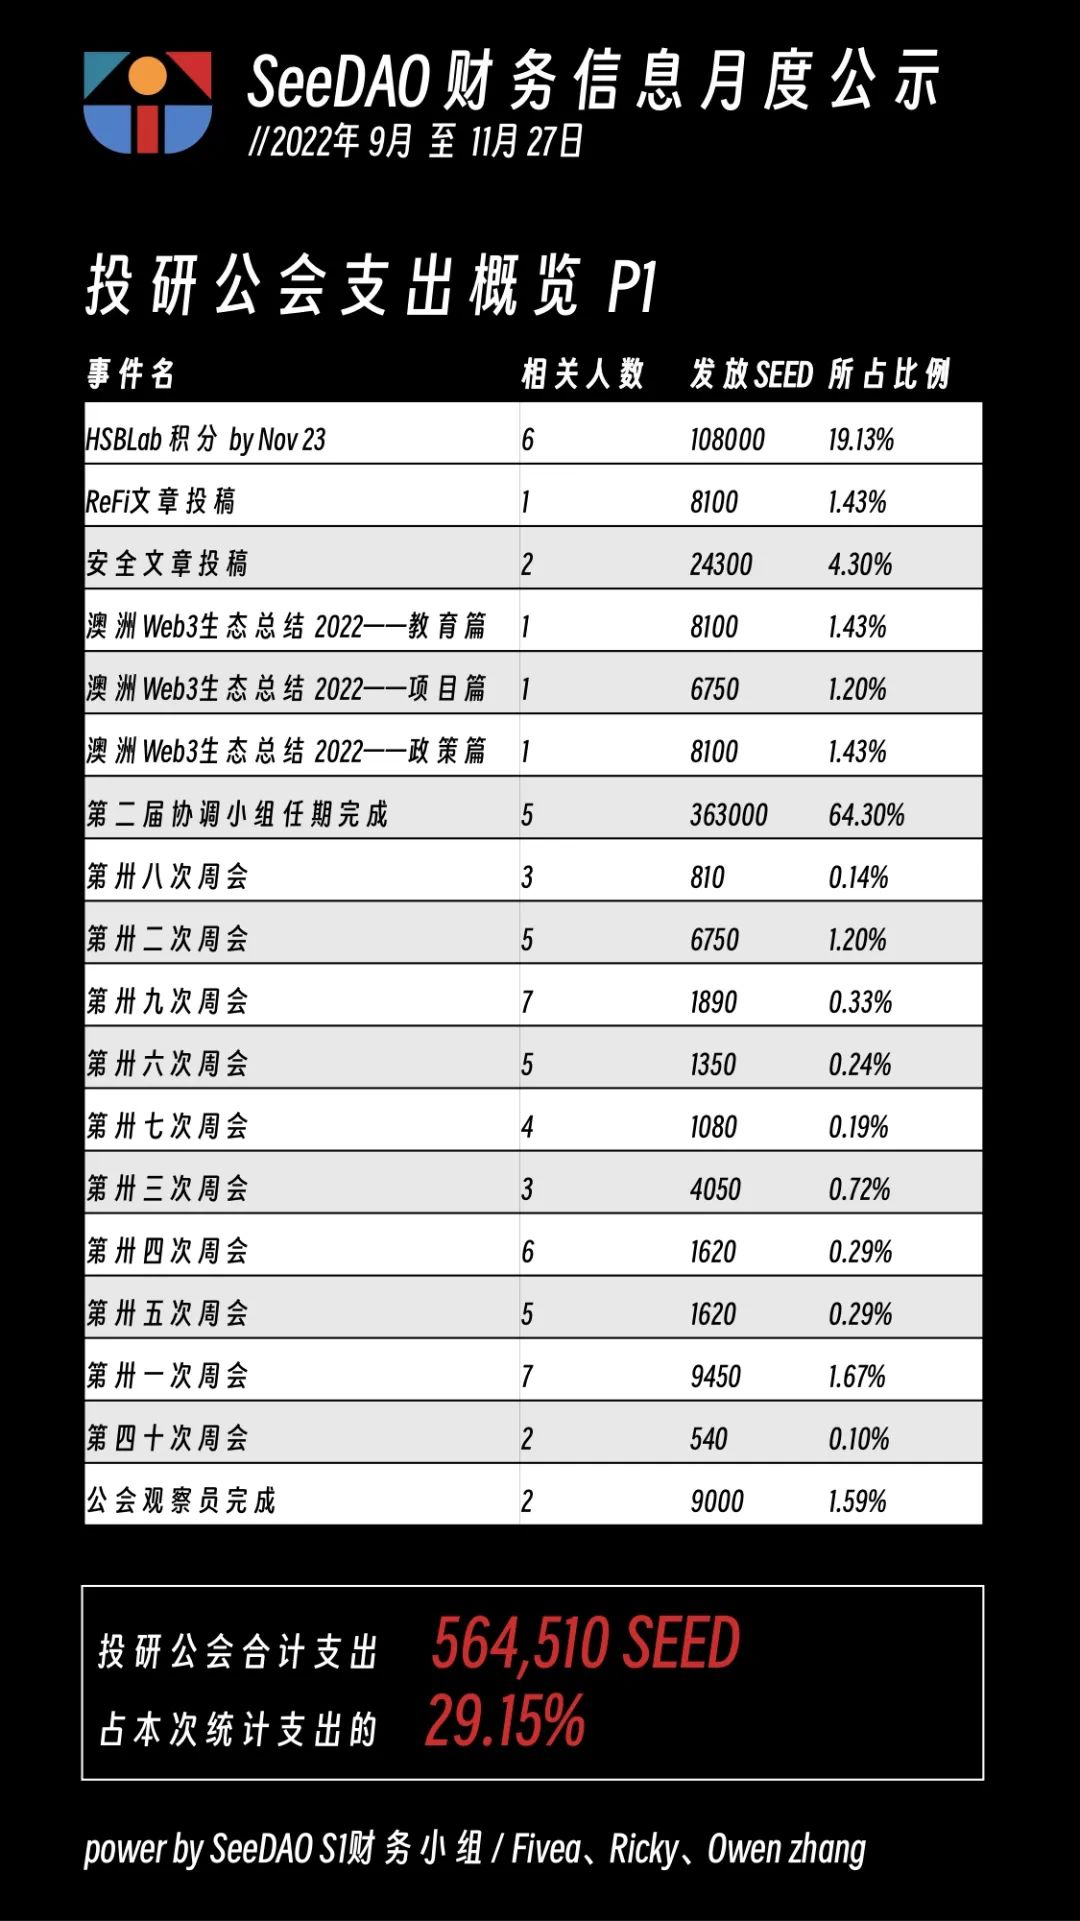 SeeDAO 财务信息月度公示
//2022年 9月 至 11月 27日
投研公会支出概览 P1
事件名 相关人数 发放SEED 所占比例
HSBLab 积分 by Nov 23 6 108000 19.13%
ReFi文章投稿 1 8100 1.43%
安全文章投稿 2 24300 4.30%
澳洲Web3生态总结 2022——教育篇 1 8100 1.43%
澳洲Web3生态总结 2022——项目篇 1 6750 1.20%
澳洲Web3生态总结 2022——政策篇 1 8100 1.43%
第二届协调小组任期完成 5 363000 64.30%
第卅八次周会 3 810 0.14%
第卅二次周会 5 6750 1.20%
第卅九次周会 7 1890 0.33%
第卅六次周会 5 1350 0.24%
第卅七次周会 4 1080 0.19%
第卅三次周会 3 4050 0.72%
第卅四次周会 6 1620 0.29%
第卅五次周会 5 1620 0.29%
第卅一次周会 7 9450 1.67%
第四十次周会 2 540 0.10%
公会观察员完成 2 9000 1.59%
投研公会合计支出 564,510 SEED
占本次统计支出的 29.15%
power by SeeDAO S1财务小组 / Fivea、Ricky、Owen zhang